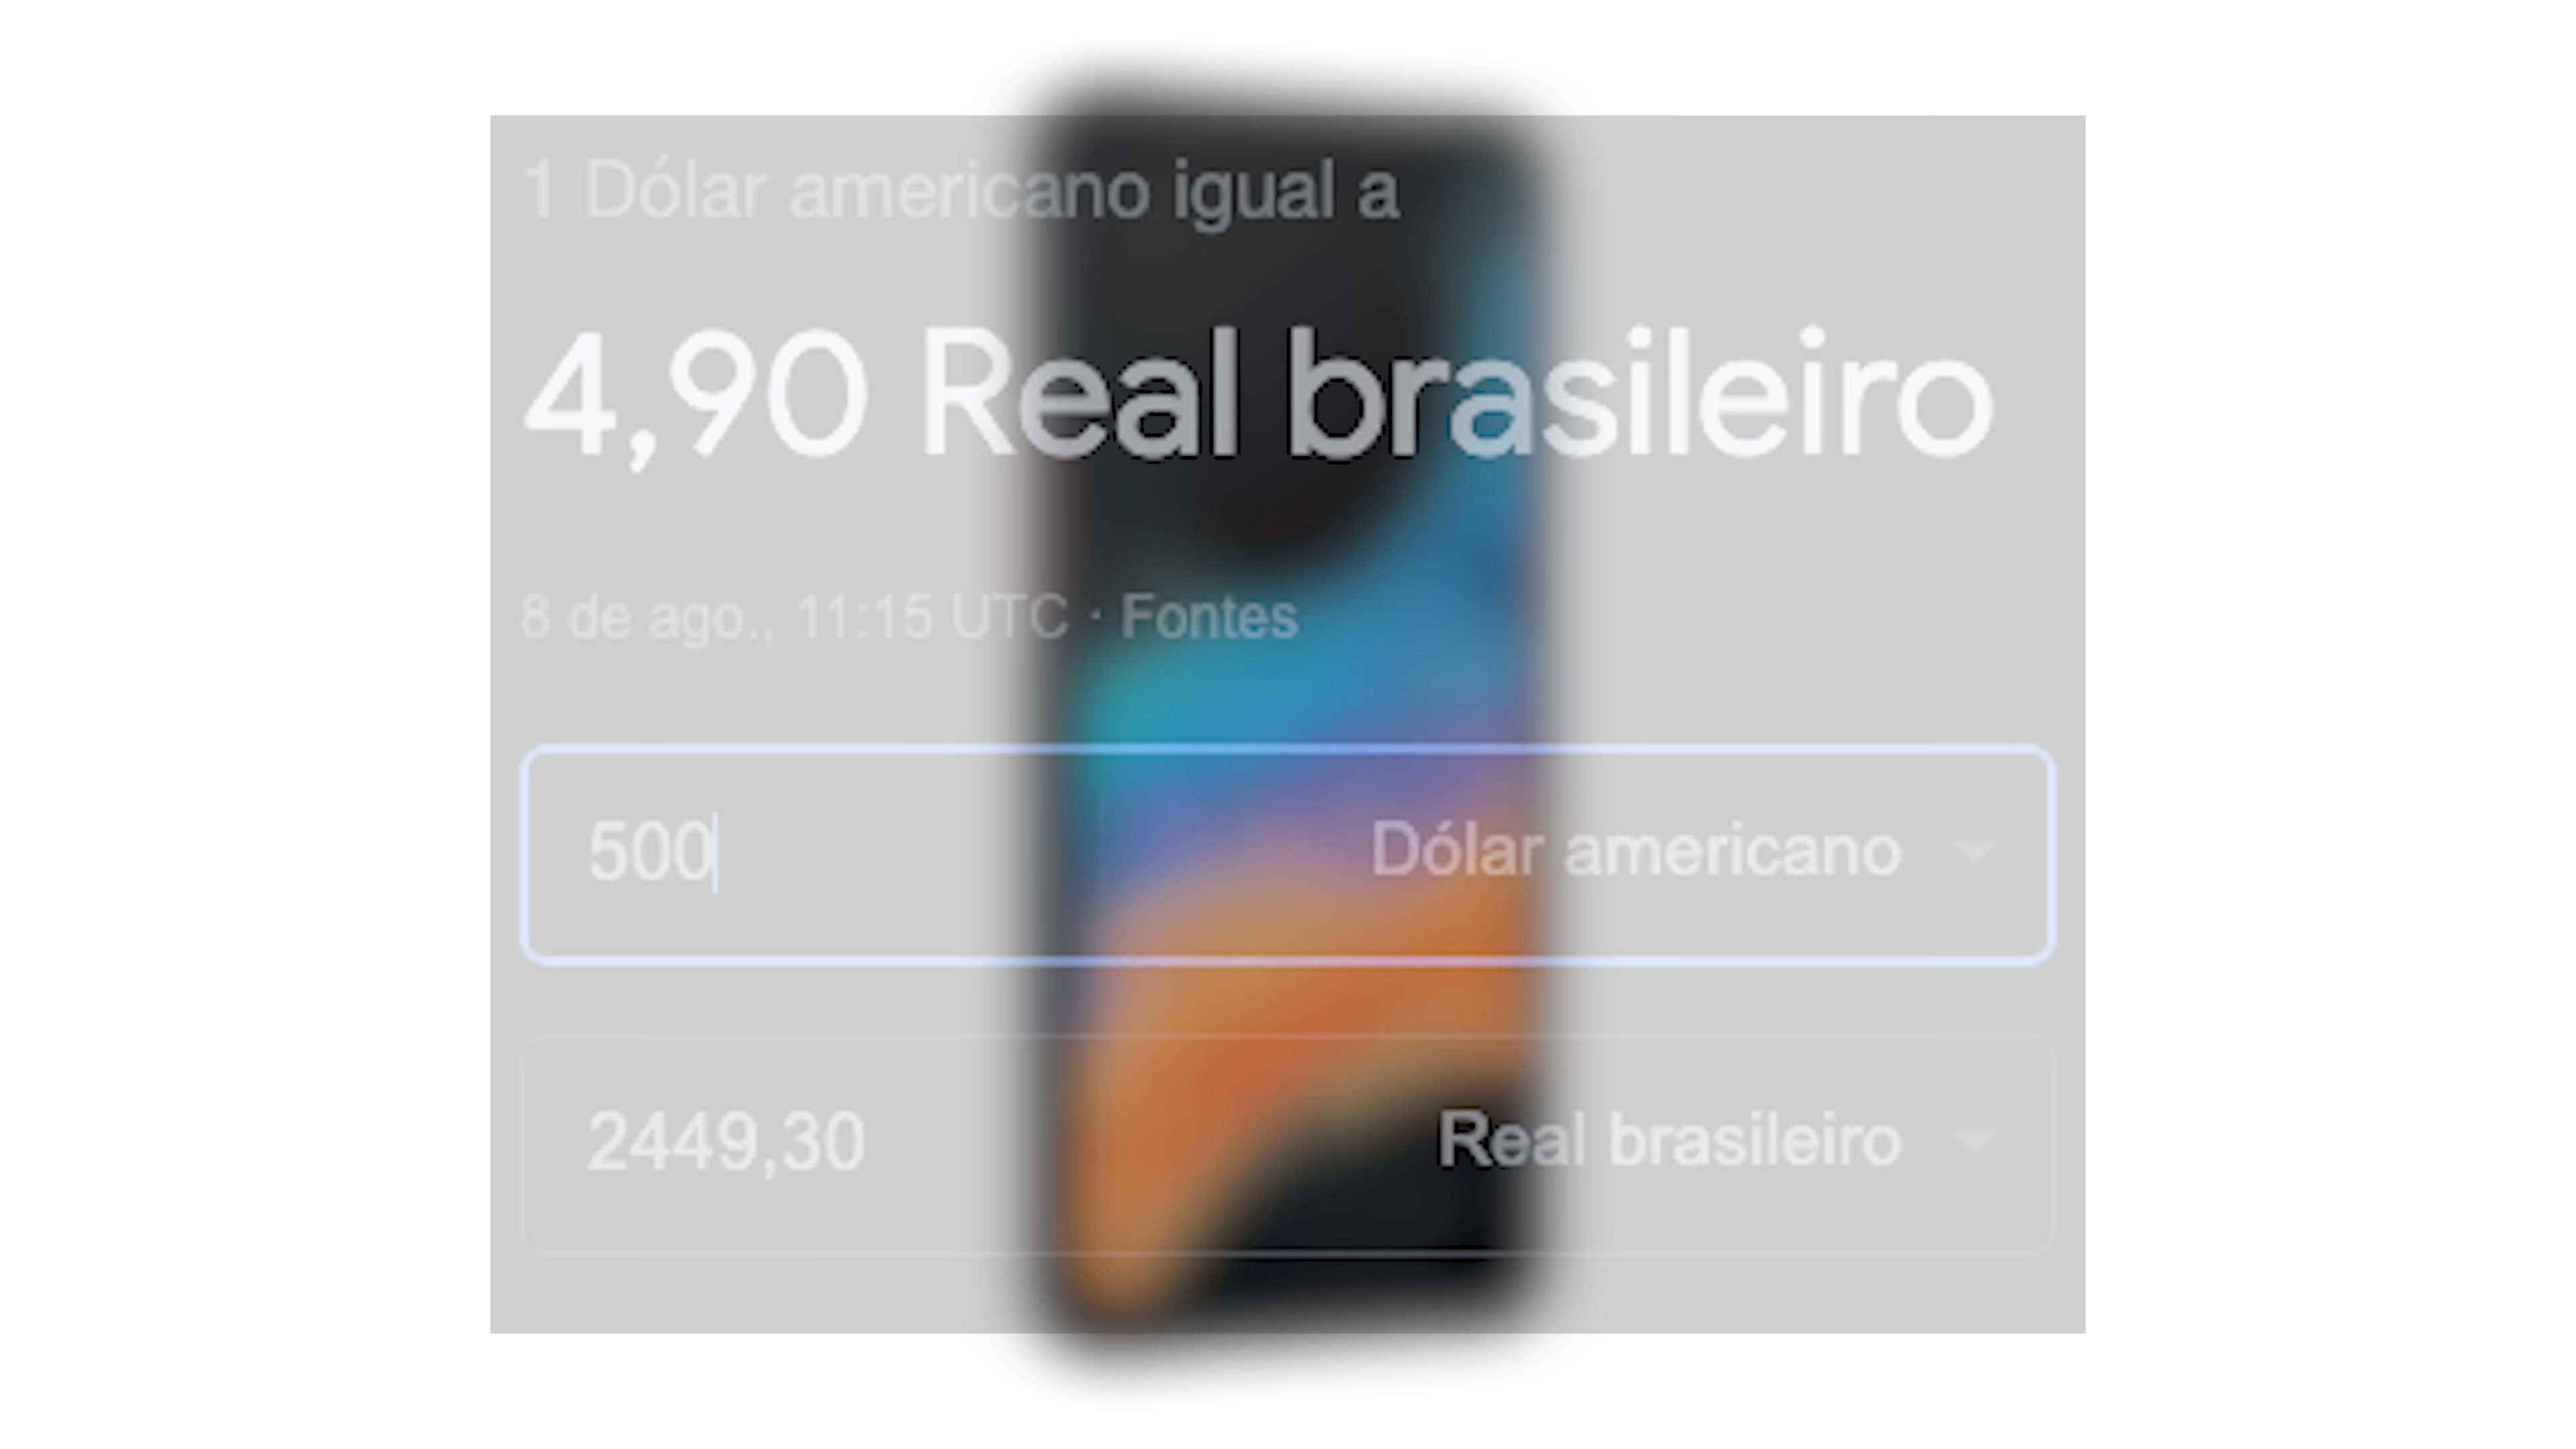 1 Dólar americano igual a
4,90 Real brasileiro
8 de ago., 11:15 UTC · Fontes
500 Dólar americano
2449,30 Real brasileiro